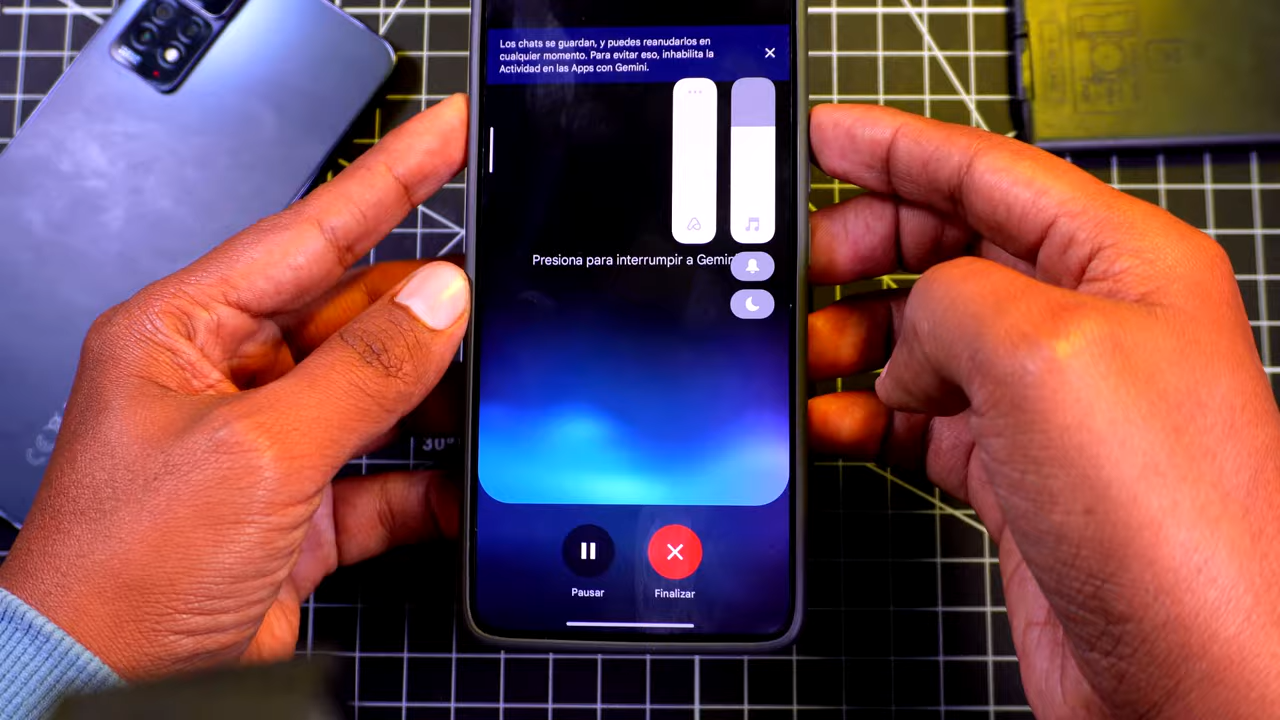 Los chats se guardan, y puedes reanudarlos en
cualquier momento. Para evitar eso, inhabilita la
Actividad en las Apps con Gemini.
Presiona para interrumpir a Gemin
30°
Pausar
Finalizar